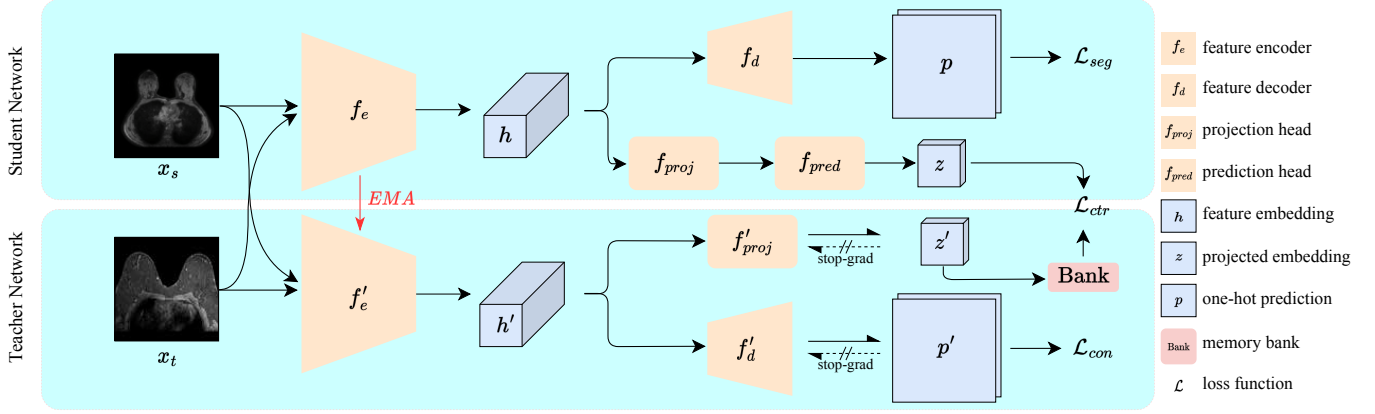 Student Network
x_s
f_e
h
f_d
p
ℒ_seg
f_proj
f_pred
z
EMA
ℒ_ctr
Teacher Network
x_t
f'_e
h'
f'_proj
stop-grad
z'
Bank
f'_d
stop-grad
p'
ℒ_con
f_e feature encoder
f_d feature decoder
f_proj projection head
f_pred prediction head
h feature embedding
z projected embedding
p one-hot prediction
Bank memory bank
ℒ loss function